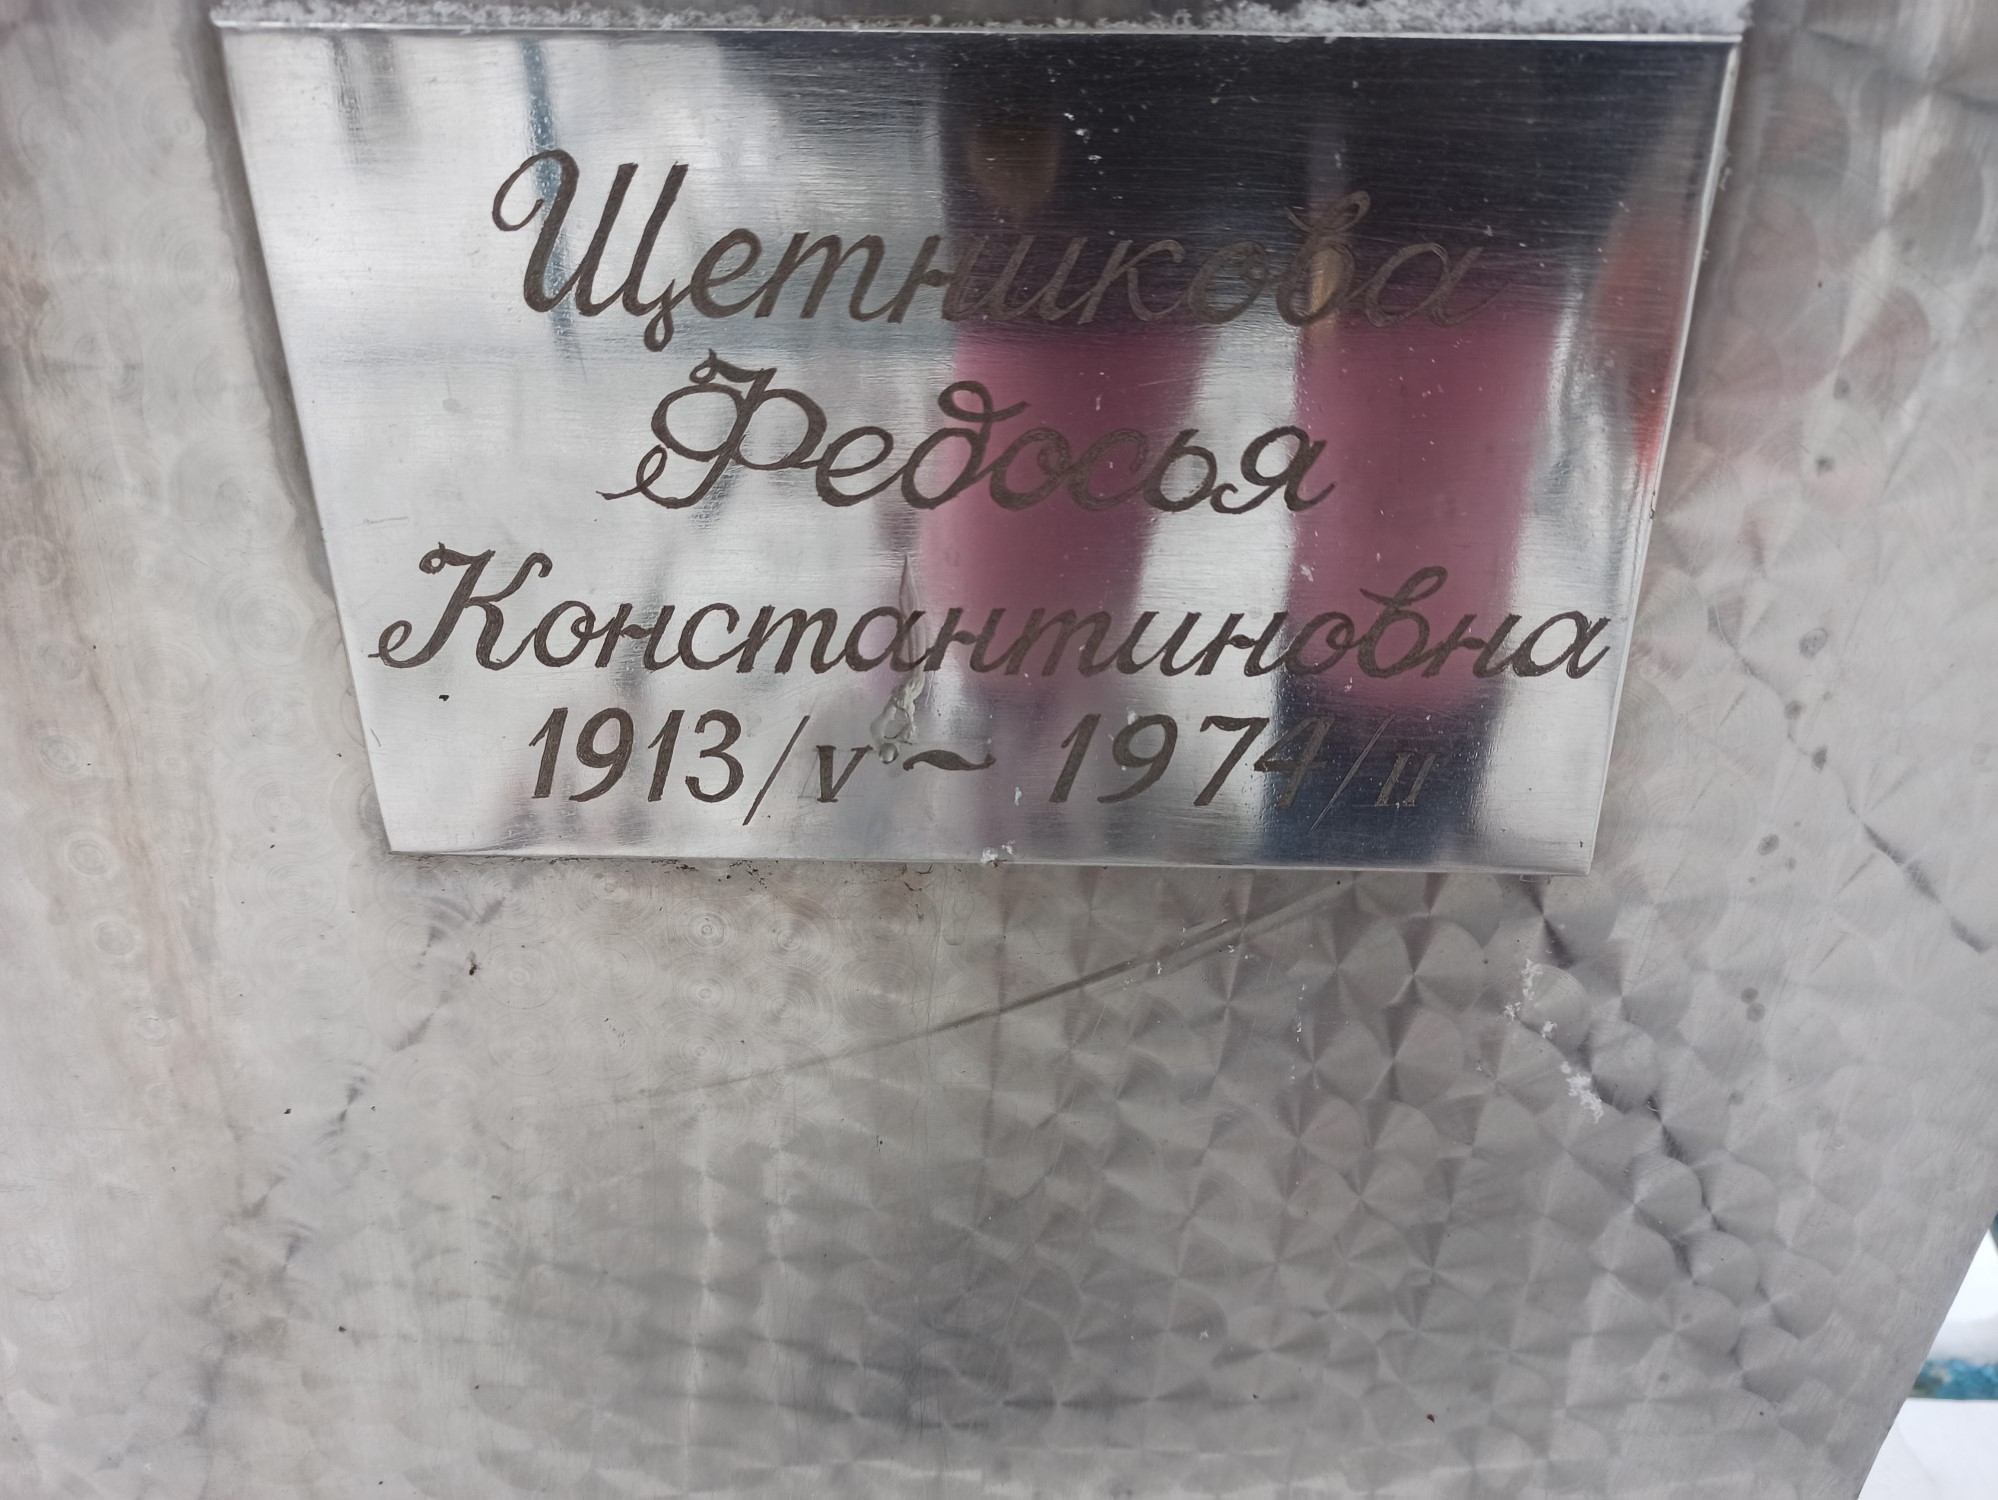 Щетникова
Федосья
Константиновна
1913/V ~ 1974/II